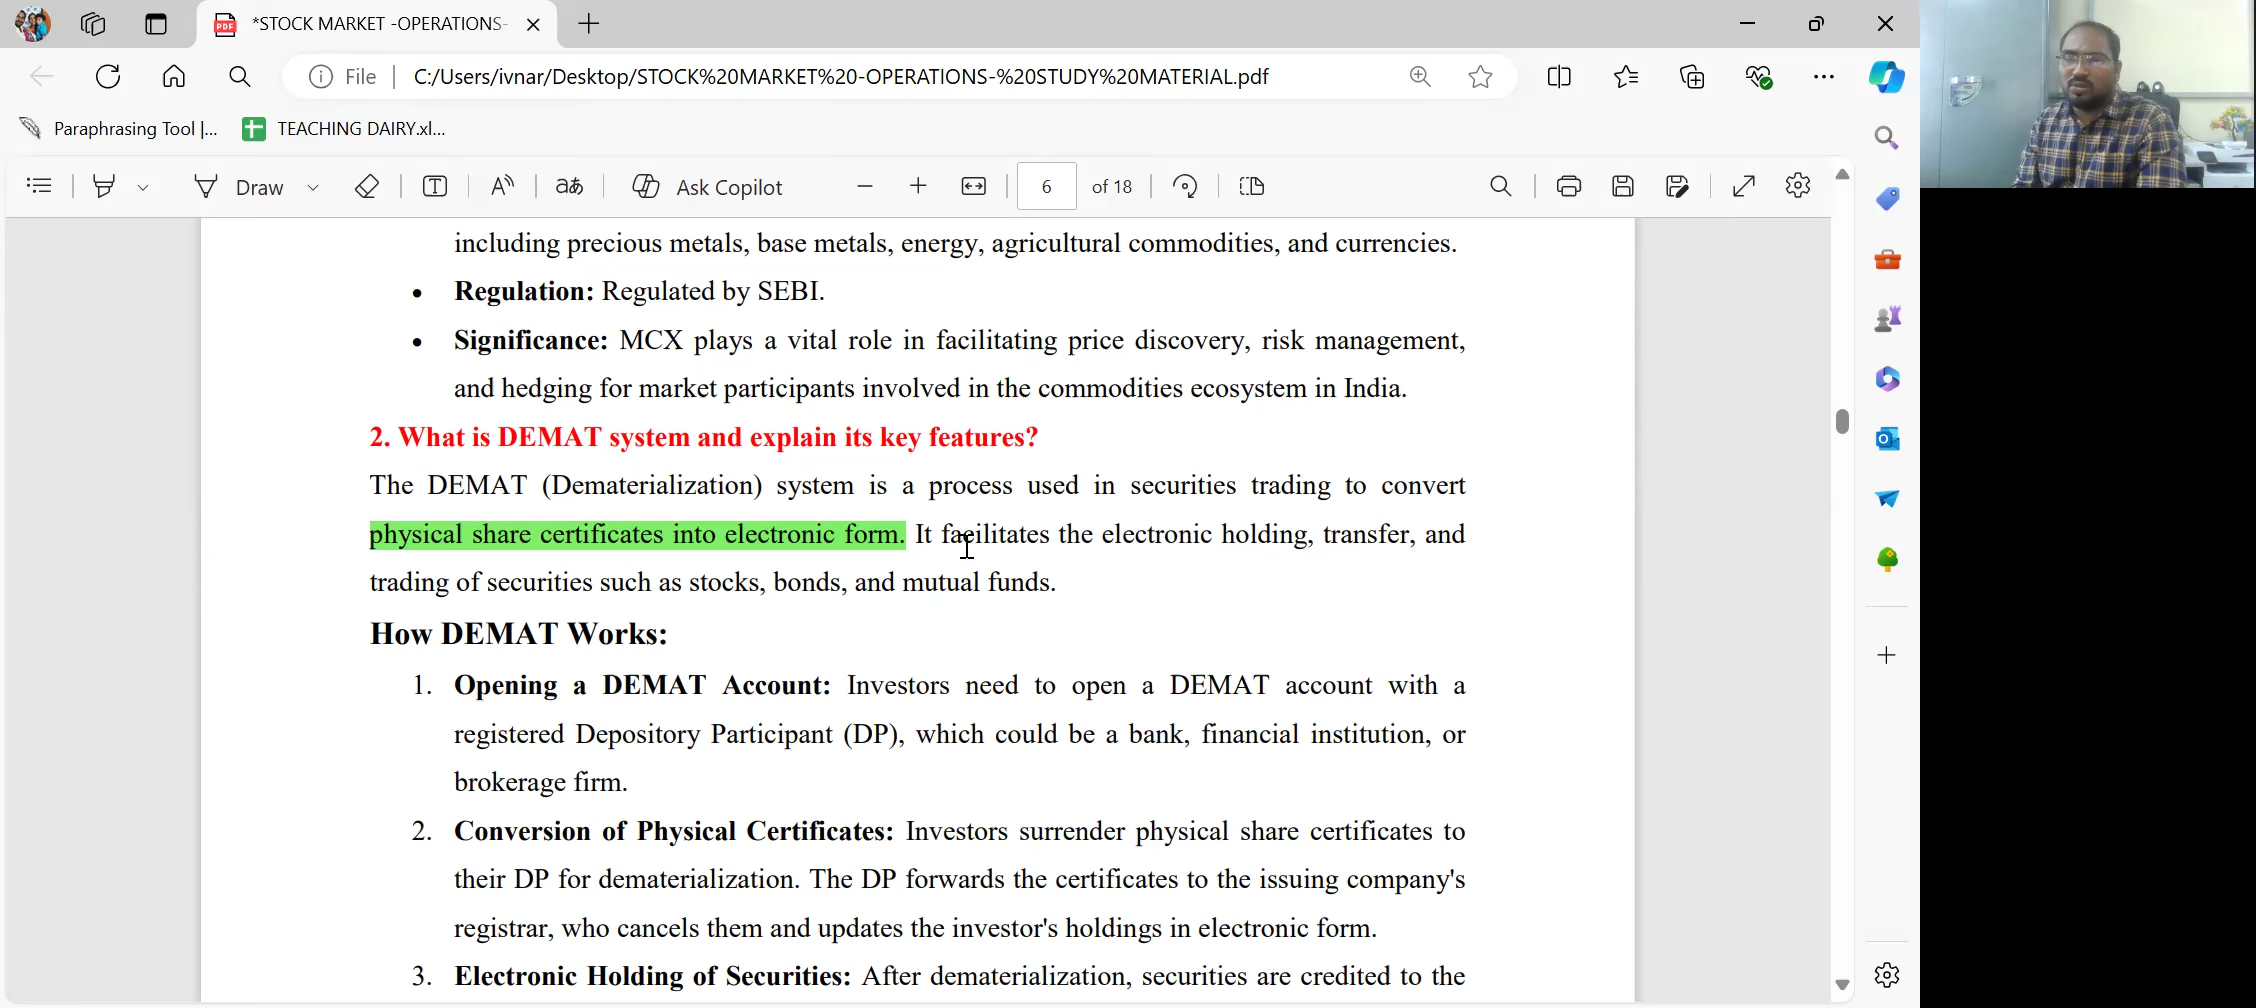 *STOCK MARKET -OPERATIONS-
File
C:/Users/ivnar/Desktop/STOCK%20MARKET%20-OPERATIONS-%20STUDY%20MATERIAL.pdf
Paraphrasing Tool |...
TEACHING DAIRY.xl...
Draw
Ask Copilot
6
of 18
including precious metals, base metals, energy, agricultural commodities, and currencies.
• Regulation: Regulated by SEBI.
• Significance: MCX plays a vital role in facilitating price discovery, risk management,
and hedging for market participants involved in the commodities ecosystem in India.
2. What is DEMAT system and explain its key features?
The DEMAT (Dematerialization) system is a process used in securities trading to convert
physical share certificates into electronic form. It facilitates the electronic holding, transfer, and
trading of securities such as stocks, bonds, and mutual funds.
How DEMAT Works:
1. Opening a DEMAT Account: Investors need to open a DEMAT account with a
registered Depository Participant (DP), which could be a bank, financial institution, or
brokerage firm.
2. Conversion of Physical Certificates: Investors surrender physical share certificates to
their DP for dematerialization. The DP forwards the certificates to the issuing company's
registrar, who cancels them and updates the investor's holdings in electronic form.
3. Electronic Holding of Securities: After dematerialization, securities are credited to the